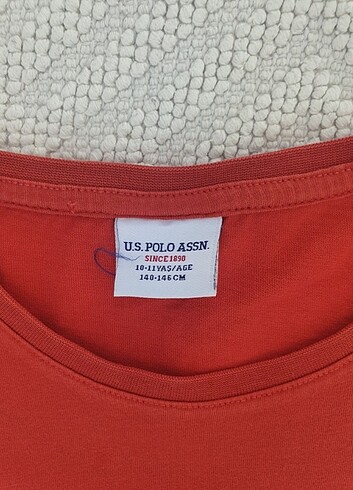 U.S. POLO ASSN.
SINCE 1890
10-11 YAŞ/AGE
140-146 CM